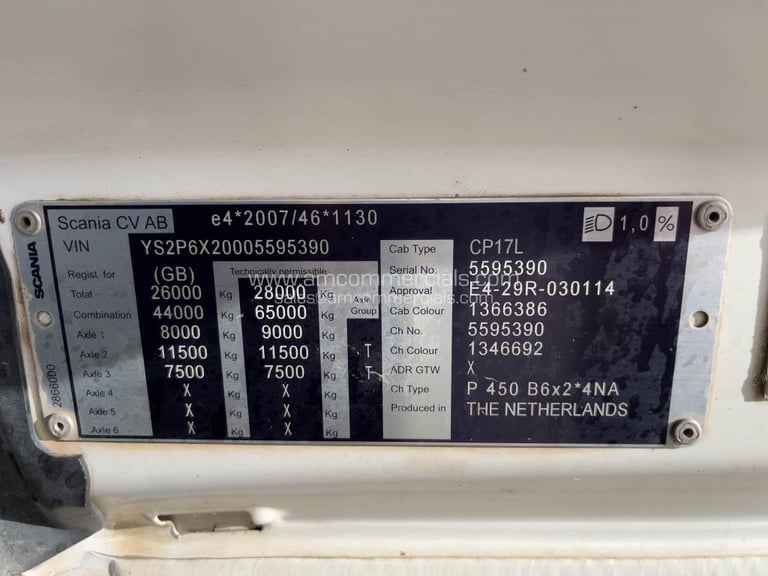 Scania CV AB e4*2007/46*1130 1,0 %
VIN YS2P6X20005595390 Cab Type CP17L
Regist. for (GB) Technically permissible Serial No. 5595390
Total 26000 Kg 28000 Kg Axle Group Approval E4-29R-030114
Combination 44000 Kg 65000 Kg Cab Colour 1366386
Axle 1 8000 Kg 9000 Kg Ch No. 5595390
Axle 2 11500 Kg 11500 Kg T Ch Colour 1346692
Axle 3 7500 Kg 7500 Kg T ADR GTW X
Axle 4 X Kg X Kg Ch Type P 450 B6x2*4NA
Axle 5 X Kg X Kg Produced in THE NETHERLANDS
Axle 6 X Kg X Kg
SCANIA
2866000
www.amcommercials.com
sales@amcommercials.com